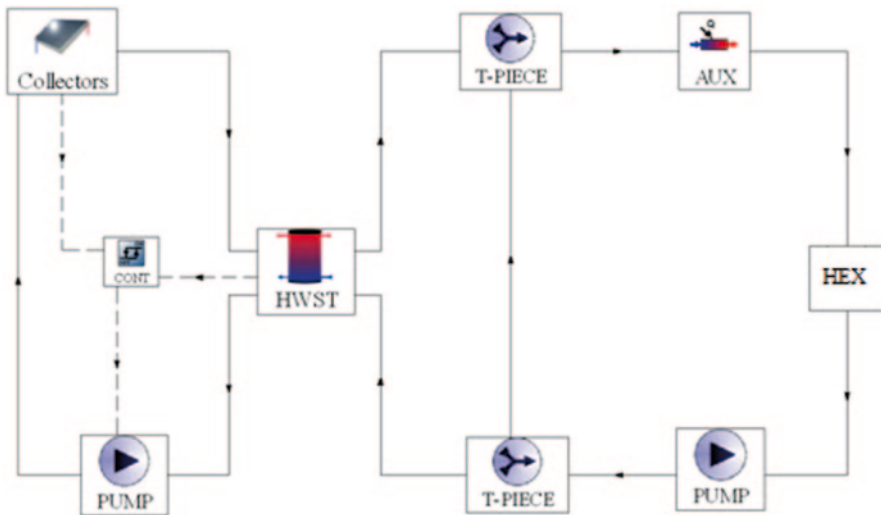 Collectors
T-PIECE
AUX
CONT
HWST
HEX
PUMP
T-PIECE
PUMP